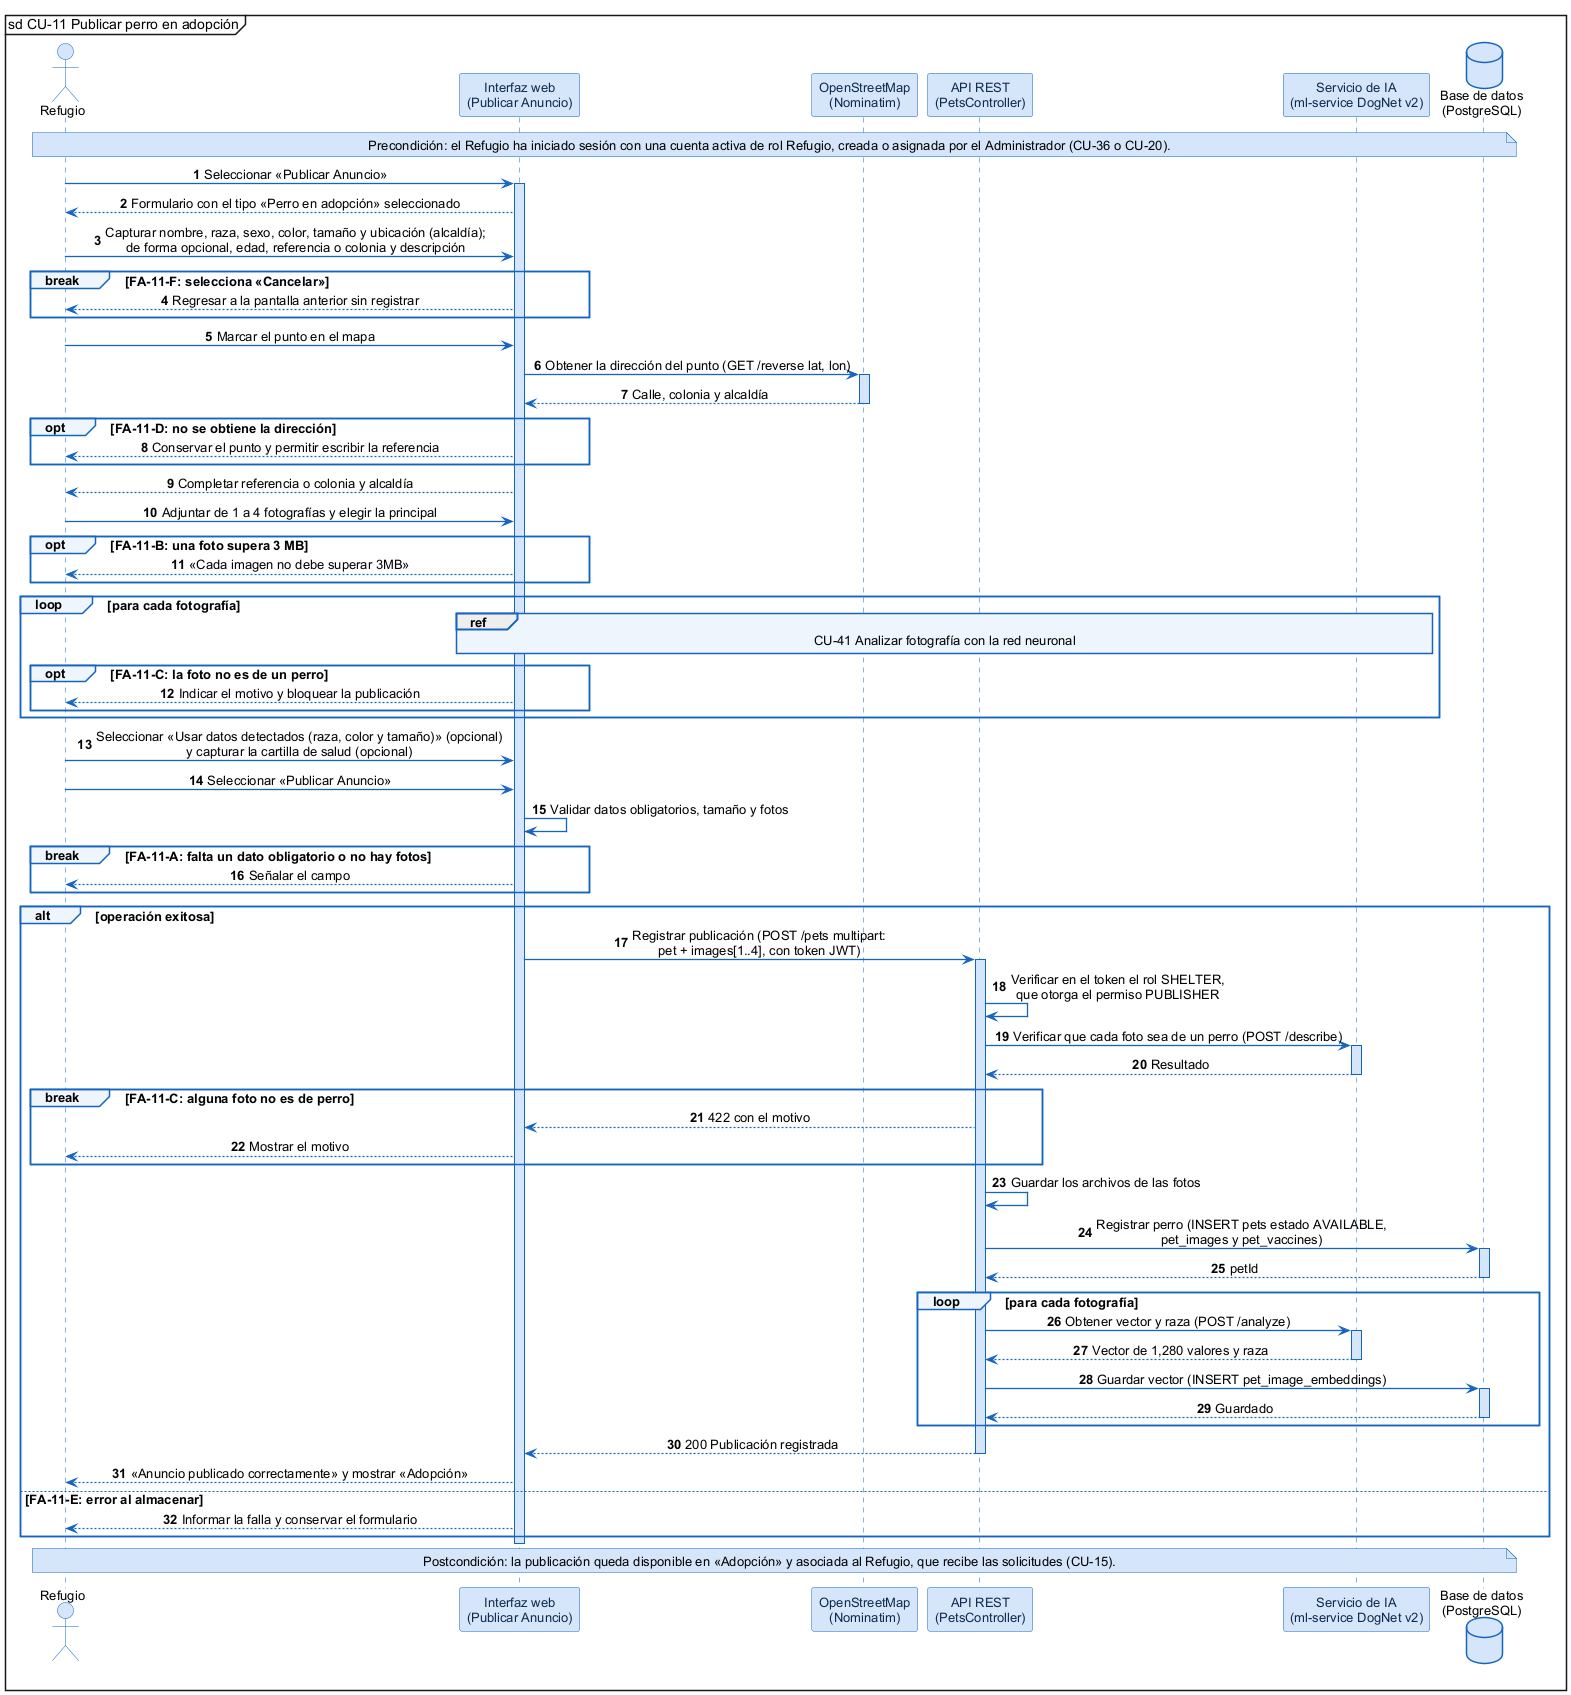 sd CU-11 Publicar perro en adopción
Refugio
Interfaz web
(Publicar Anuncio)
OpenStreetMap
(Nominatim)
API REST
(PetsController)
Servicio de IA
(ml-service DogNet v2)
Base de datos
(PostgreSQL)
Precondición: el Refugio ha iniciado sesión con una cuenta activa de rol Refugio, creada o asignada por el Administrador (CU-36 o CU-20).
1 Seleccionar «Publicar Anuncio»
2 Formulario con el tipo «Perro en adopción» seleccionado
3 Capturar nombre, raza, sexo, color, tamaño y ubicación (alcaldía);
de forma opcional, edad, referencia o colonia y descripción
break [FA-11-F: selecciona «Cancelar»]
4 Regresar a la pantalla anterior sin registrar
5 Marcar el punto en el mapa
6 Obtener la dirección del punto (GET /reverse lat, lon)
7 Calle, colonia y alcaldía
opt [FA-11-D: no se obtiene la dirección]
8 Conservar el punto y permitir escribir la referencia
9 Completar referencia o colonia y alcaldía
10 Adjuntar de 1 a 4 fotografías y elegir la principal
opt [FA-11-B: una foto supera 3 MB]
11 «Cada imagen no debe superar 3MB»
loop [para cada fotografía]
ref
CU-41 Analizar fotografía con la red neuronal
opt [FA-11-C: la foto no es de un perro]
12 Indicar el motivo y bloquear la publicación
13 Seleccionar «Usar datos detectados (raza, color y tamaño)» (opcional)
y capturar la cartilla de salud (opcional)
14 Seleccionar «Publicar Anuncio»
15 Validar datos obligatorios, tamaño y fotos
break [FA-11-A: falta un dato obligatorio o no hay fotos]
16 Señalar el campo
alt [operación exitosa]
17 Registrar publicación (POST /pets multipart:
pet + images[1..4], con token JWT)
18 Verificar en el token el rol SHELTER,
que otorga el permiso PUBLISHER
19 Verificar que cada foto sea de un perro (POST /describe)
20 Resultado
break [FA-11-C: alguna foto no es de perro]
21 422 con el motivo
22 Mostrar el motivo
23 Guardar los archivos de las fotos
24 Registrar perro (INSERT pets estado AVAILABLE,
pet_images y pet_vaccines)
25 petId
loop [para cada fotografía]
26 Obtener vector y raza (POST /analyze)
27 Vector de 1,280 valores y raza
28 Guardar vector (INSERT pet_image_embeddings)
29 Guardado
30 200 Publicación registrada
31 «Anuncio publicado correctamente» y mostrar «Adopción»
[FA-11-E: error al almacenar]
32 Informar la falla y conservar el formulario
Postcondición: la publicación queda disponible en «Adopción» y asociada al Refugio, que recibe las solicitudes (CU-15).
Refugio
Interfaz web
(Publicar Anuncio)
OpenStreetMap
(Nominatim)
API REST
(PetsController)
Servicio de IA
(ml-service DogNet v2)
Base de datos
(PostgreSQL)